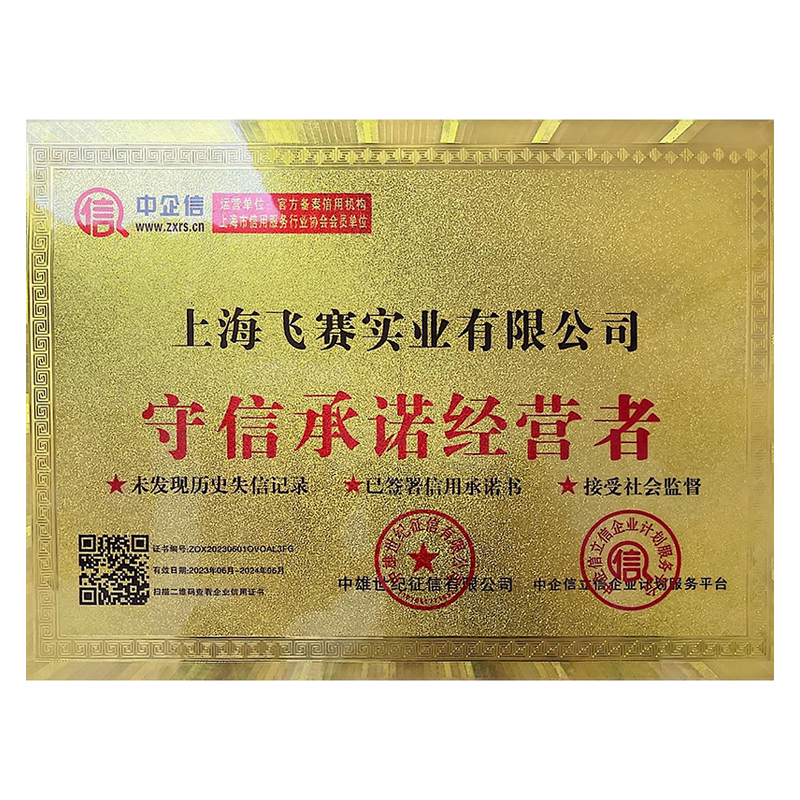 中企信
www.zxrs.cn
运营单位 官方备案信用机构
上海市信用服务行业协会会员单位
上海飞赛实业有限公司
守信承诺经营者
★未发现历史失信记录 ★已签署信用承诺书 ★接受社会监督
证书编号:ZOX20230601OVOAL3FG
有效日期:2023年06月-2024年05月
扫描二维码查看企业信用证书
中雄世纪征信有限公司
中企信立信企业计划服务平台